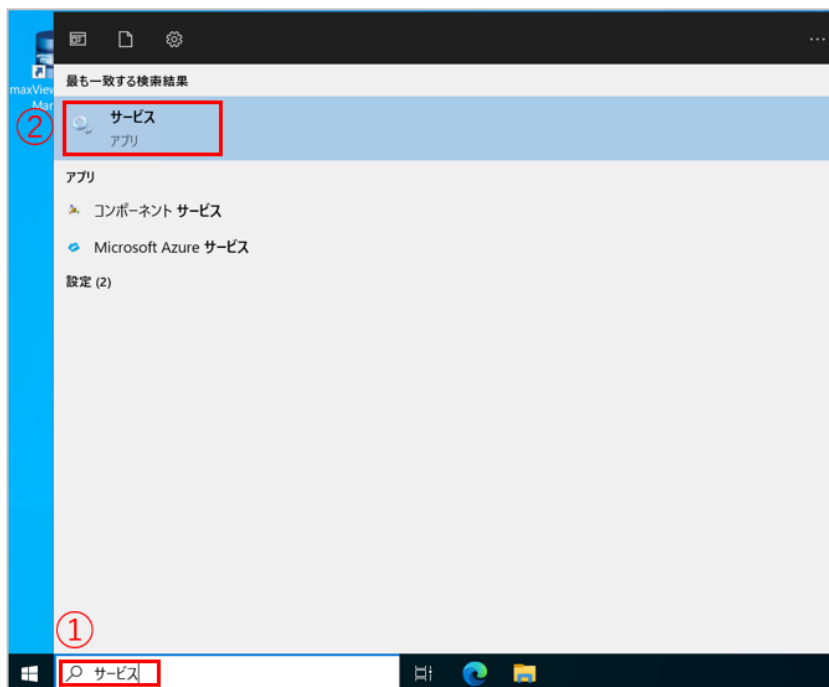 maxView
Mar
最も一致する検索結果
②
サービス
アプリ
アプリ
コンポーネント サービス
Microsoft Azure サービス
設定 (2)
①
サービス